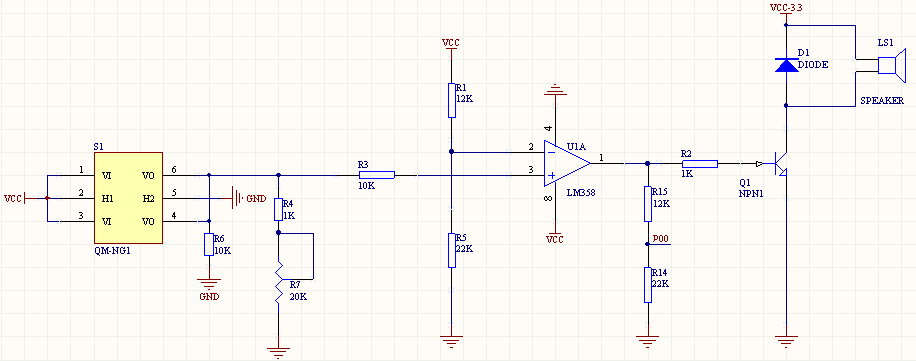 VCC-3.3
LS1
VCC
D1
DIODE
R1
12K
SPEAKER
4
S1
U1A
2
1
1 VI VO 6
R3
10K
3
R2
1K
VCC 2 H1 H2 5 GND
LM358
Q1
NPN1
R4
1K
8
R15
12K
3 VI VO 4
QM-NG1
R6
10K
R5
22K
VCC
P00
R7
20K
R14
22K
GND